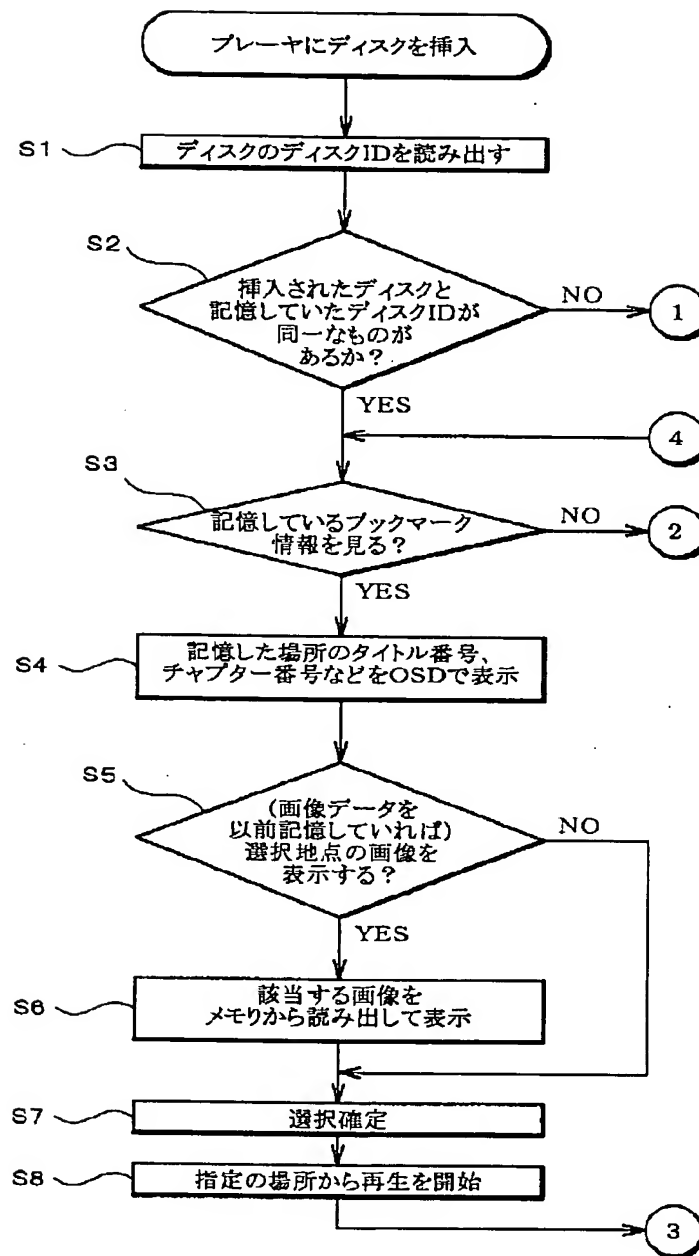 プレーヤにディスクを挿入
S1
ディスクのディスクIDを読み出す
S2
挿入されたディスクと
記憶していたディスクIDが
同一なものが
あるか？
NO
1
YES
4
S3
記憶しているブックマーク
情報を見る？
NO
2
YES
S4
記憶した場所のタイトル番号、
チャプター番号などをOSDで表示
S5
(画像データを
以前記憶していれば)
選択地点の画像を
表示する？
NO
YES
S6
該当する画像を
メモリから読み出して表示
S7
選択確定
S8
指定の場所から再生を開始
3